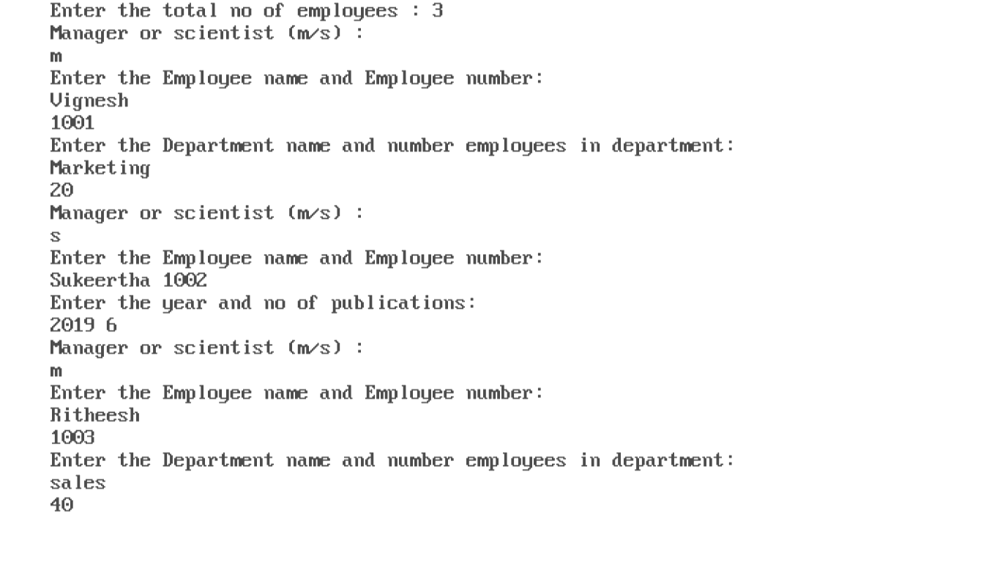 Enter the total no of employees : 3
Manager or scientist (m/s) :
m
Enter the Employee name and Employee number:
Vignesh
1001
Enter the Department name and number employees in department:
Marketing
20
Manager or scientist (m/s) :
s
Enter the Employee name and Employee number:
Sukeertha 1002
Enter the year and no of publications:
2019 6
Manager or scientist (m/s) :
m
Enter the Employee name and Employee number:
Ritheesh
1003
Enter the Department name and number employees in department:
sales
40